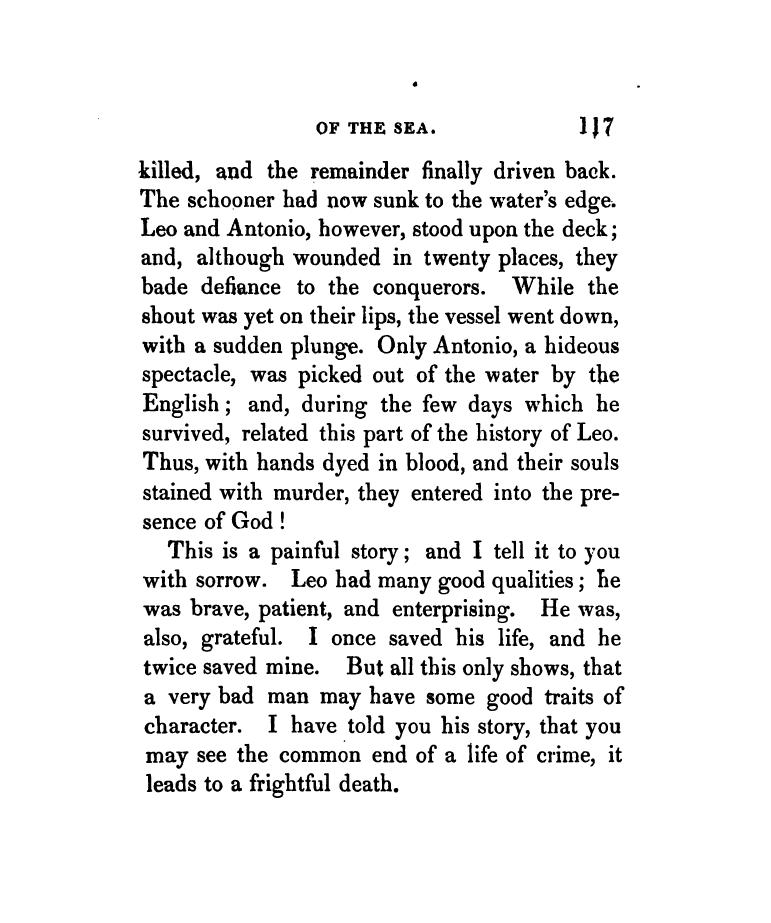 OF THE SEA. 117
killed, and the remainder finally driven back.
The schooner had now sunk to the water's edge.
Leo and Antonio, however, stood upon the deck;
and, although wounded in twenty places, they
bade defiance to the conquerors. While the
shout was yet on their lips, the vessel went down,
with a sudden plunge. Only Antonio, a hideous
spectacle, was picked out of the water by the
English; and, during the few days which he
survived, related this part of the history of Leo.
Thus, with hands dyed in blood, and their souls
stained with murder, they entered into the pre-
sence of God!
This is a painful story; and I tell it to you
with sorrow. Leo had many good qualities; he
was brave, patient, and enterprising. He was,
also, grateful. I once saved his life, and he
twice saved mine. But all this only shows, that
a very bad man may have some good traits of
character. I have told you his story, that you
may see the common end of a life of crime, it
leads to a frightful death.